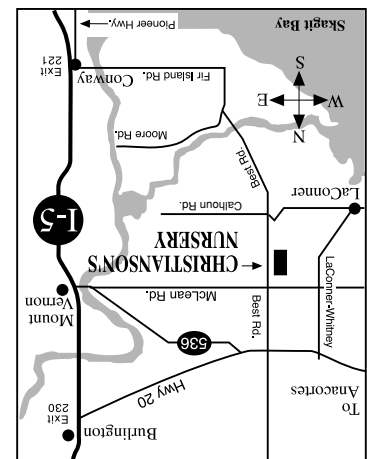 To
Anacortes
Hwy 20
Burlington
Exit
230
LaConner-Whitney
Best Rd.
536
McLean Rd.
Mount
Vernon
CHRISTIANSON'S
NURSERY
I-5
LaConner
Calhoun Rd.
Best Rd.
Moore Rd.
N
W
E
S
Fir Island Rd.
Conway
Exit
221
Skagit Bay
Pioneer Hwy.